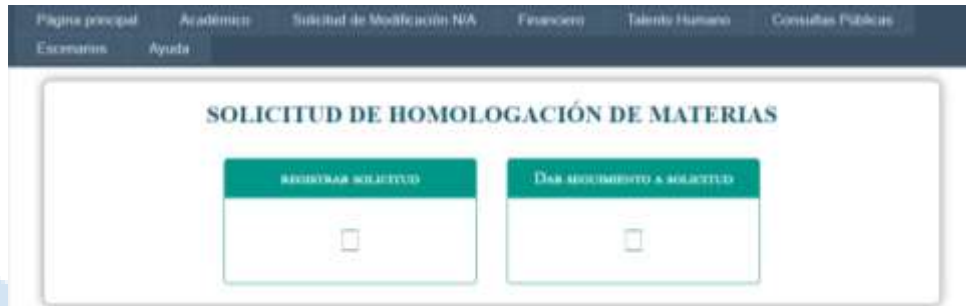 Página principal Académico Solicitud de Modificación N/A Financiero Talento Humano Consultas Públicas
Escenarios Ayuda
SOLICITUD DE HOMOLOGACIÓN DE MATERIAS
REGISTRAR SOLICITUD DAR SEGUIMIENTO A SOLICITUD